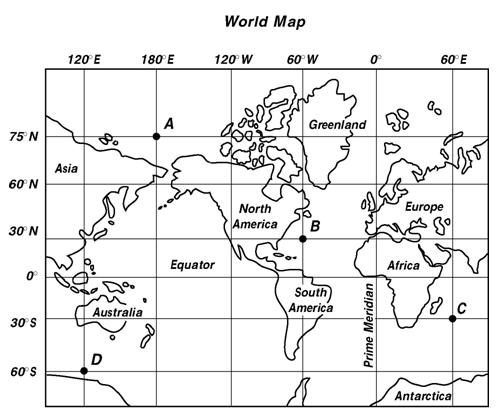 World Map
120°E 180°E 120°W 60°W 0° 60°E
A
75°N
Greenland
Asia
60°N
North
America
Europe
B
30°N
Equator
Africa
0°
South
America
Australia
C
30°S
Prime Meridian
D
60°S
Antarctica